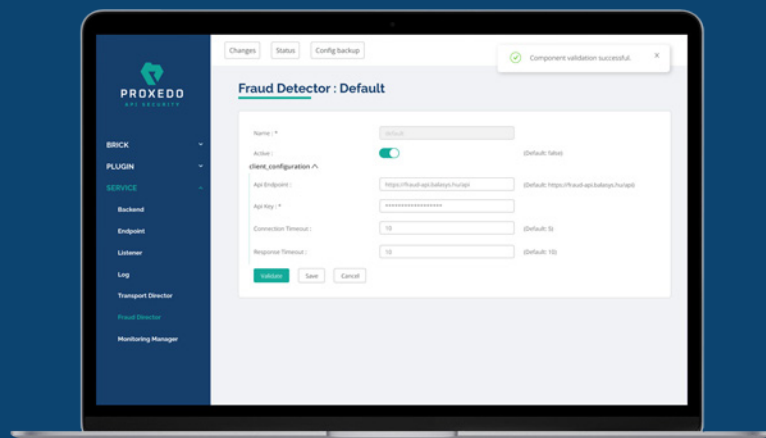 Changes
Status
Config backup
Component validation successful.
x
PROXEDO
API SECURITY
Fraud Detector : Default
BRICK
PLUGIN
SERVICE
Backend
Endpoint
Listener
Log
Transport Director
Fraud Director
Monitoring Manager
Name : *
default
Active :
(Default: false)
client_configuration
Api Endpoint :
https://fraud-api.balasys.hu/api
(Default: https://fraud-api.balasys.hu/api)
Api Key : *
******************
Connection Timeout :
10
(Default: 5)
Response Timeout :
10
(Default: 10)
Validate
Save
Cancel